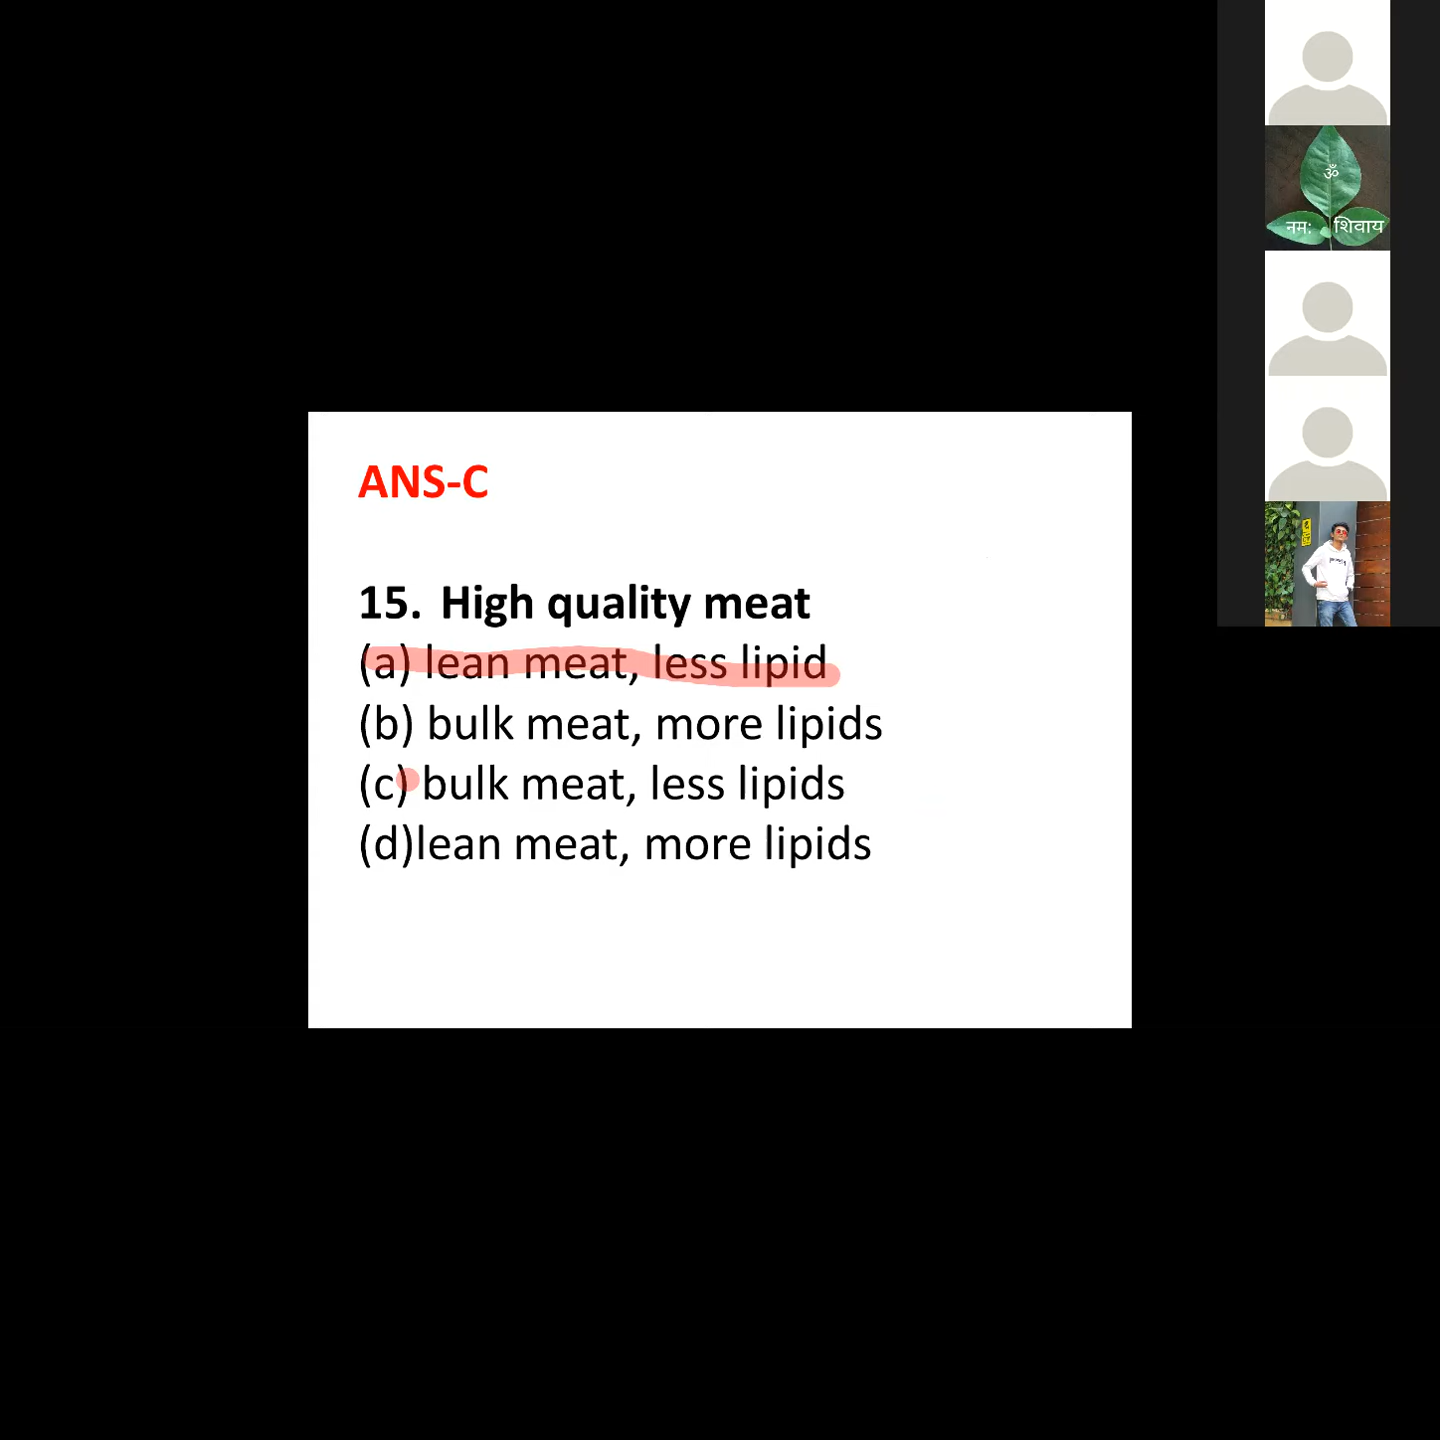 ANS-C
15. High quality meat
(a) lean meat, less lipid
(b) bulk meat, more lipids
(c) bulk meat, less lipids
(d)lean meat, more lipids
ॐ
नम: शिवाय